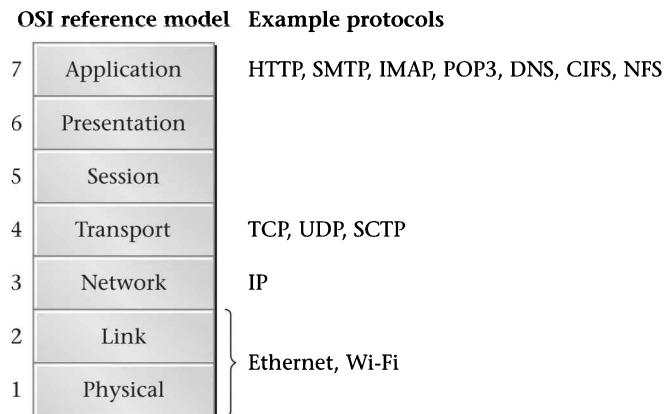 OSI reference model Example protocols
7 Application HTTP, SMTP, IMAP, POP3, DNS, CIFS, NFS
6 Presentation
5 Session
4 Transport TCP, UDP, SCTP
3 Network IP
2 Link
Ethernet, Wi-Fi
1 Physical